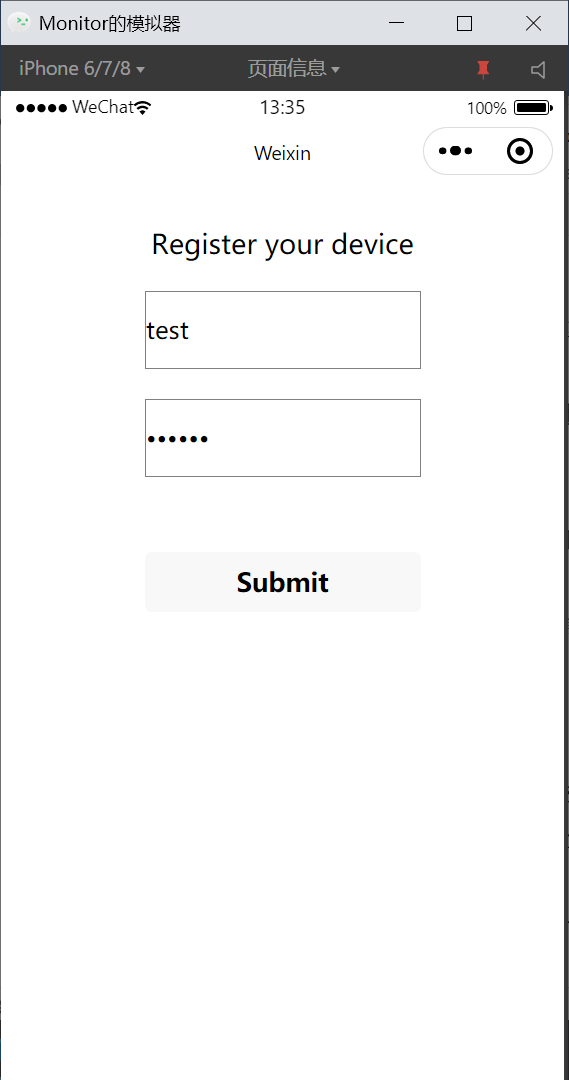 Monitor的模拟器
iPhone 6/7/8 页面信息
WeChat 13:35 100%
Weixin
Register your device
test
••••••
Submit